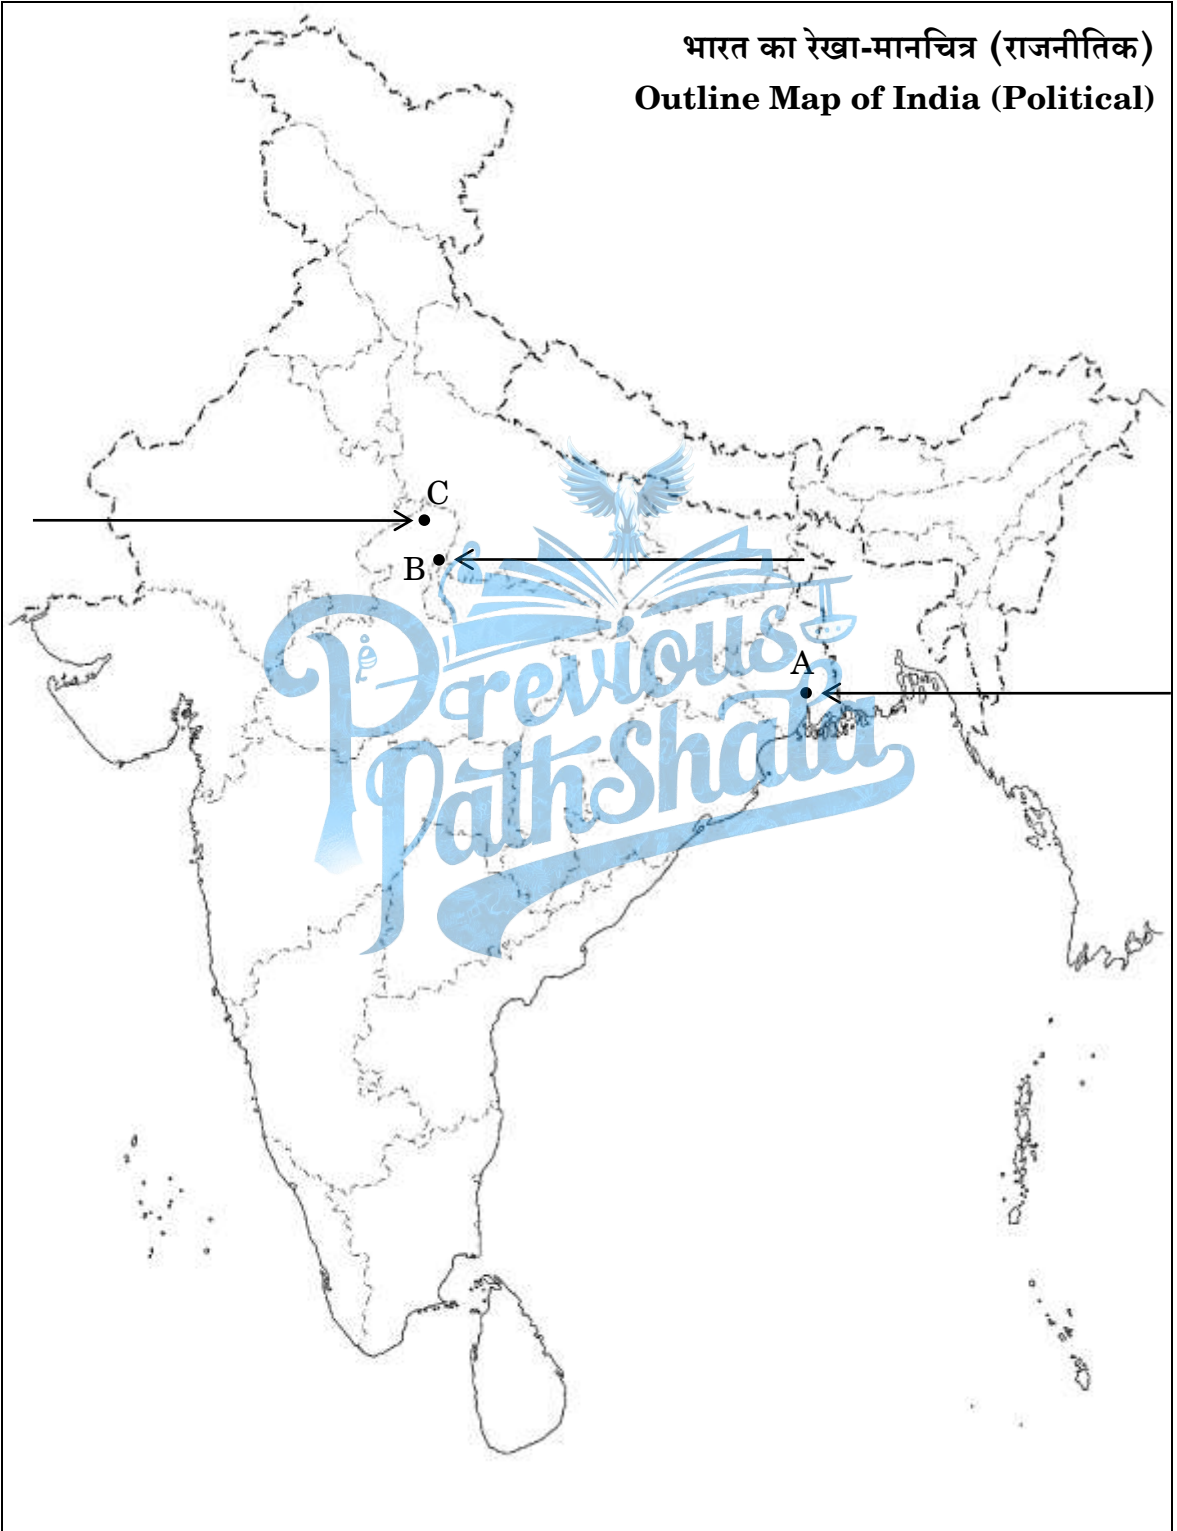 भारत का रेखा-मानचित्र (राजनीतिक)
Outline Map of India (Political)
C
B
A
Previous
PathShala